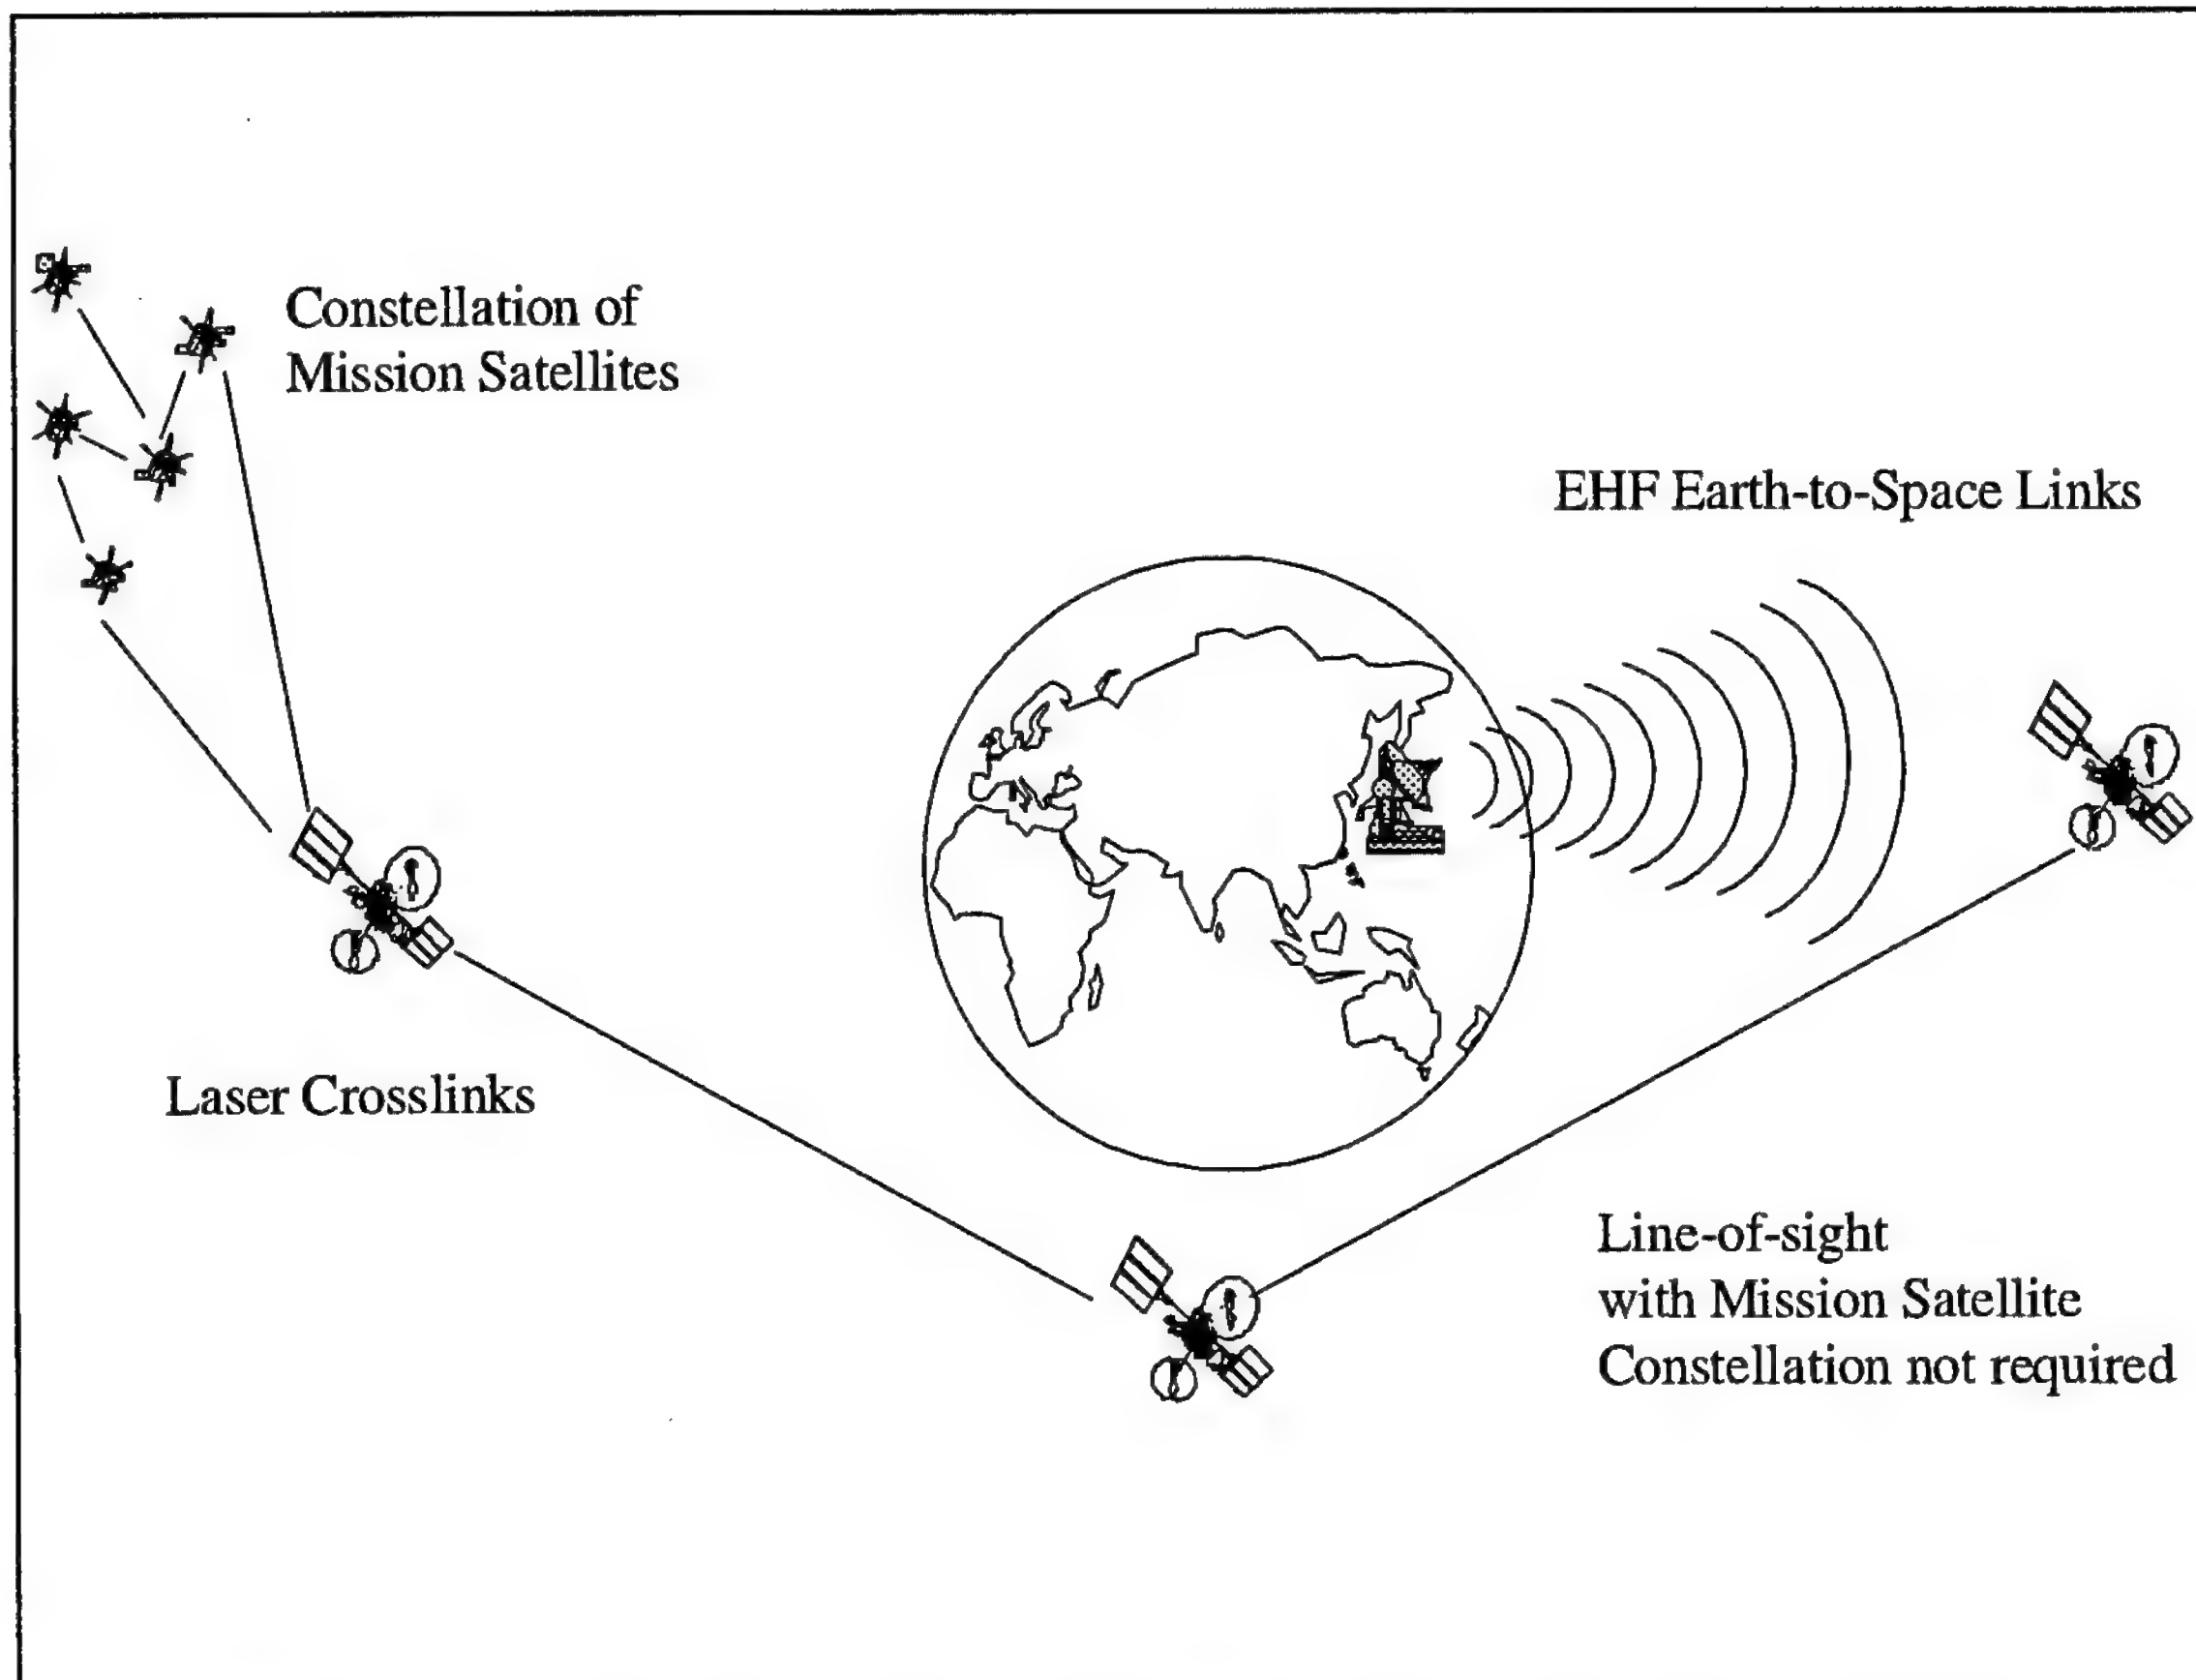 Constellation of
Mission Satellites
EHF Earth-to-Space Links
Laser Crosslinks
Line-of-sight
with Mission Satellite
Constellation not required